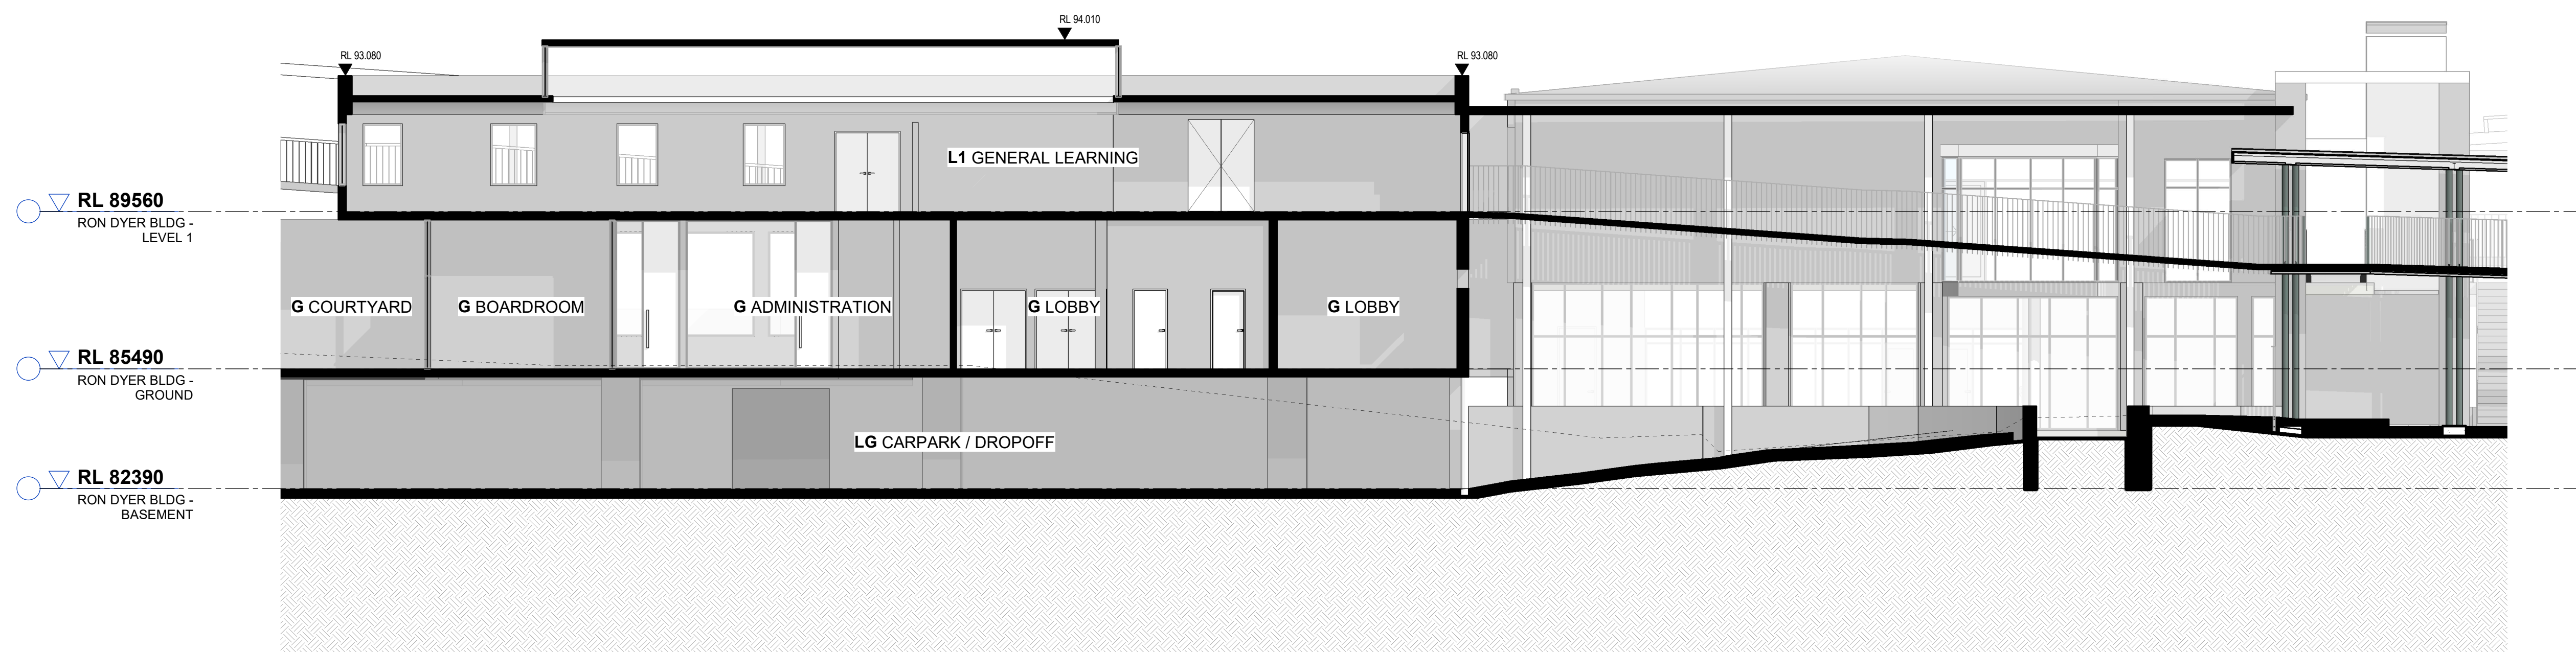 RL 94.010
RL 93.080
RL 93.080
L1 GENERAL LEARNING
RL 89560
RON DYER BLDG -
LEVEL 1
G COURTYARD
G BOARDROOM
G ADMINISTRATION
G LOBBY
G LOBBY
RL 85490
RON DYER BLDG -
GROUND
LG CARPARK / DROPOFF
RL 82390
RON DYER BLDG -
BASEMENT